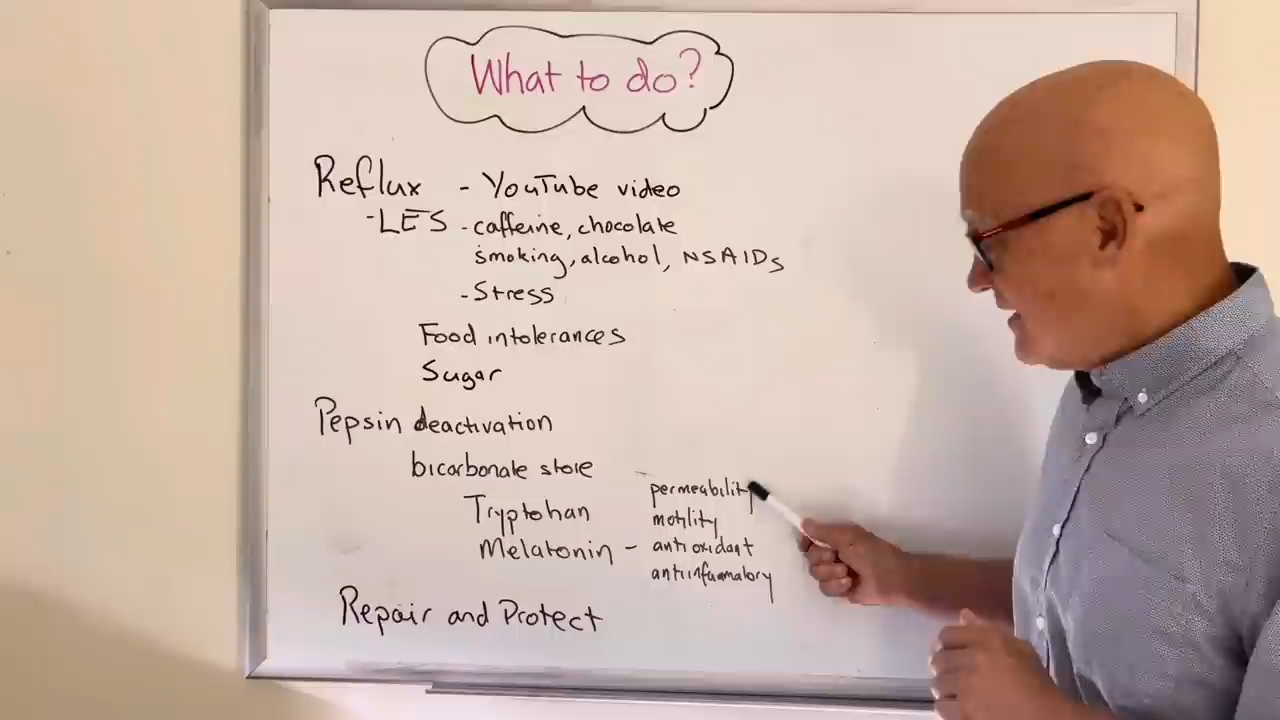 What to do?
Reflux - YouTube video
-LES - caffeine, chocolate
smoking, alcohol, NSAIDs
- Stress
Food intolerances
Sugar
Pepsin deactivation
bicarbonate store
permeability
Tryptohan
motility
Melatonin - antioxidant
antiinflammatory
Repair and Protect